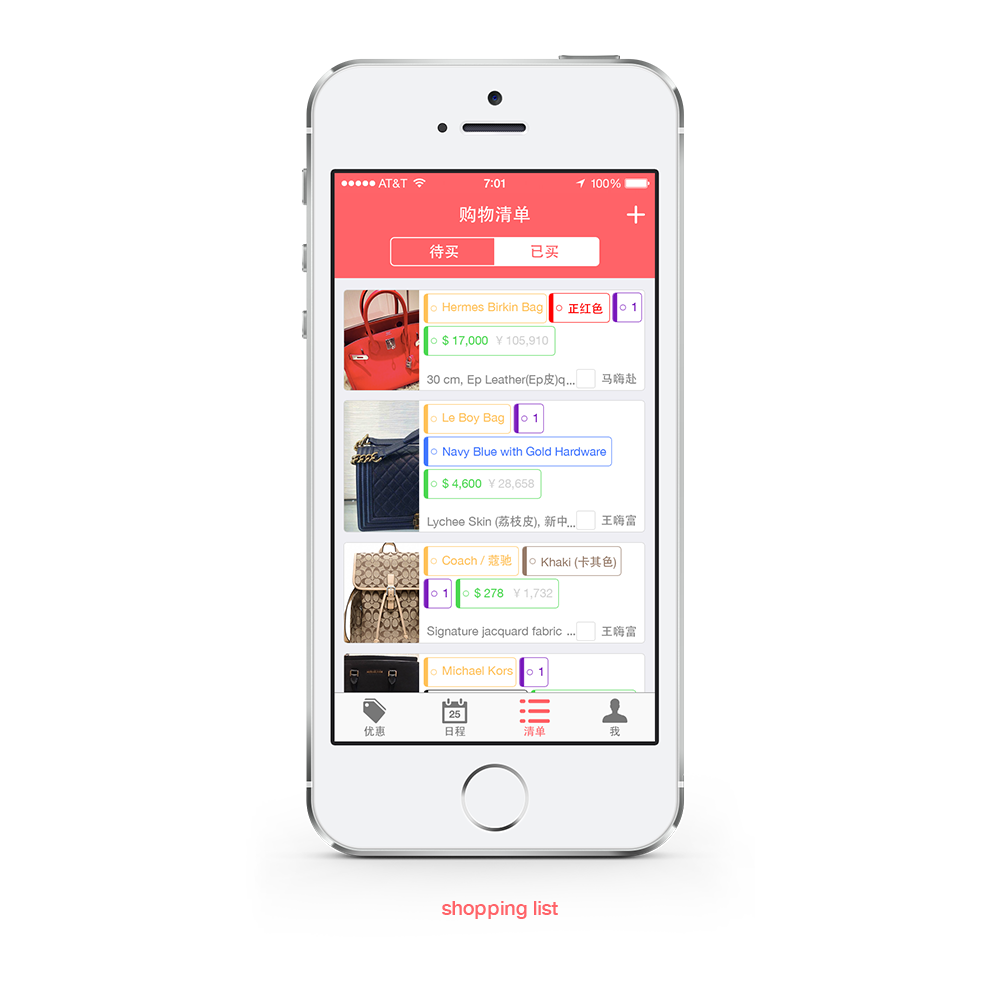 AT&T 7:01 100%
购物清单 +
待买 已买
Hermes Birkin Bag 正红色 1
$ 17,000 ¥ 105,910
30 cm, Ep Leather(Ep皮)q... 马嗨赴
Le Boy Bag 1
Navy Blue with Gold Hardware
$ 4,600 ¥ 28,658
Lychee Skin (荔枝皮), 新中... 王嗨富
Coach / 蔻驰 Khaki (卡其色)
1 $ 278 ¥ 1,732
Signature jacquard fabric ... 王嗨富
Michael Kors 1
25
优惠 日程 清单 我
shopping list